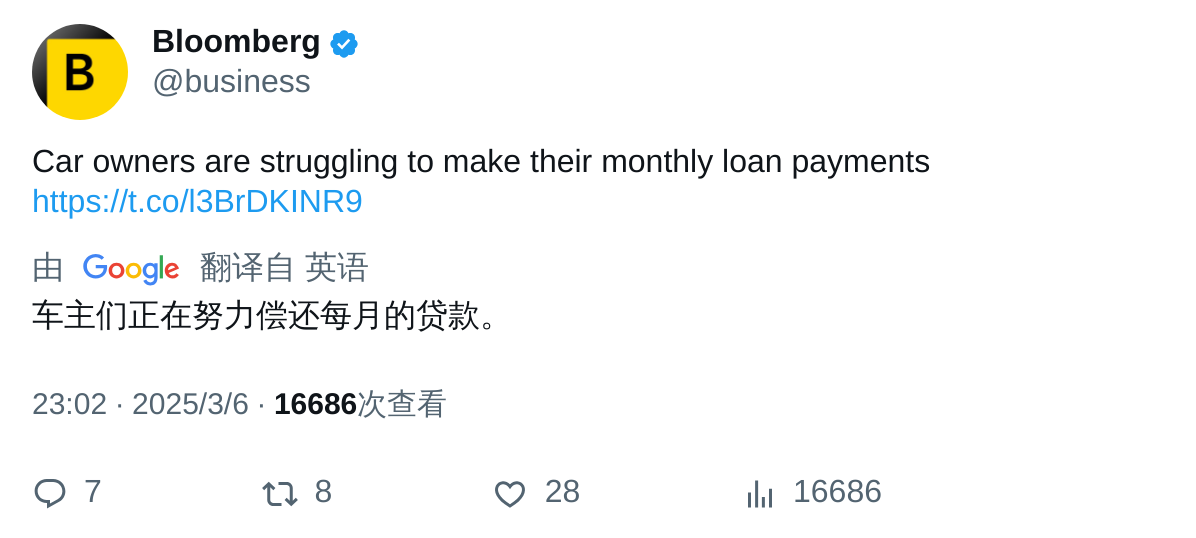 B
Bloomberg
@business
Car owners are struggling to make their monthly loan payments
https://t.co/l3BrDKINR9
由 Google 翻译自 英语
车主们正在努力偿还每月的贷款。
23:02 · 2025/3/6 · 16686次查看
7 8 28 16686